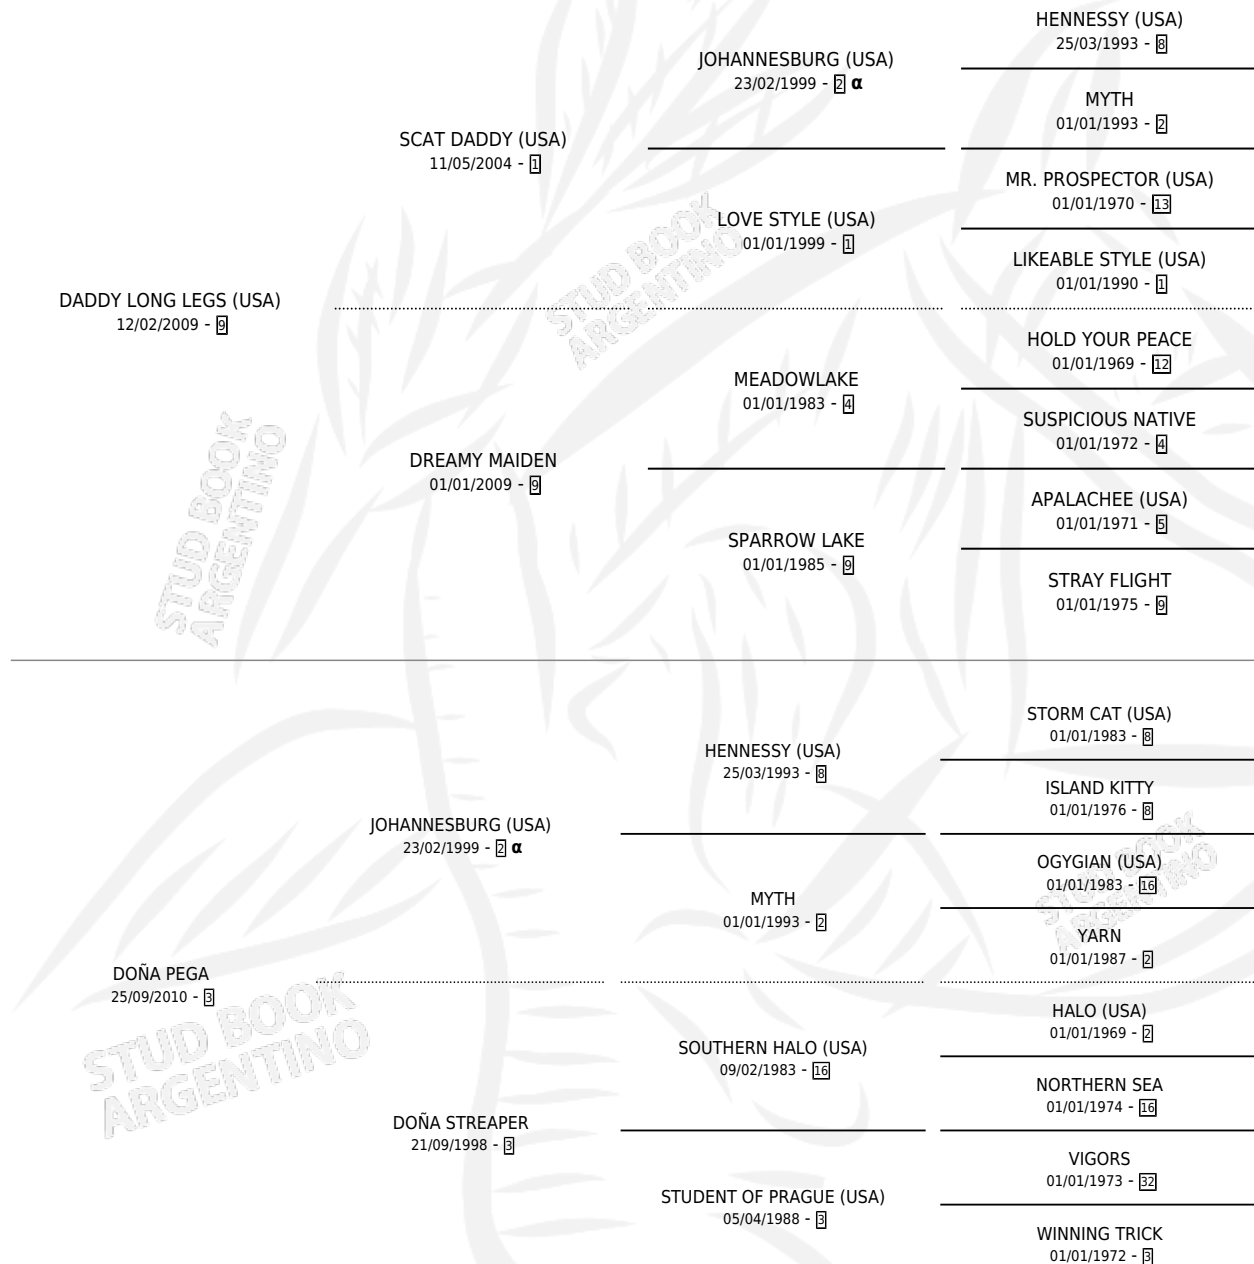 HENNESSY (USA)
25/03/1993 - 8
JOHANNESBURG (USA)
23/02/1999 - 2 α
MYTH
01/01/1993 - 2
SCAT DADDY (USA)
11/05/2004 - 1
MR. PROSPECTOR (USA)
01/01/1970 - 13
LOVE STYLE (USA)
01/01/1999 - 1
LIKEABLE STYLE (USA)
01/01/1990 - 1
DADDY LONG LEGS (USA)
12/02/2009 - 9
HOLD YOUR PEACE
01/01/1969 - 12
MEADOWLAKE
01/01/1983 - 4
SUSPICIOUS NATIVE
01/01/1972 - 4
DREAMY MAIDEN
01/01/2009 - 9
APALACHEE (USA)
01/01/1971 - 5
SPARROW LAKE
01/01/1985 - 9
STRAY FLIGHT
01/01/1975 - 9
STUD BOOK
ARGENTINO
STUD BOOK
ARGENTINO
STORM CAT (USA)
01/01/1983 - 8
HENNESSY (USA)
25/03/1993 - 8
ISLAND KITTY
01/01/1976 - 8
JOHANNESBURG (USA)
23/02/1999 - 2 α
OGYGIAN (USA)
01/01/1983 - 16
MYTH
01/01/1993 - 2
YARN
01/01/1987 - 2
DOÑA PEGA
25/09/2010 - 3
HALO (USA)
01/01/1969 - 2
SOUTHERN HALO (USA)
09/02/1983 - 16
NORTHERN SEA
01/01/1974 - 16
DOÑA STREAPER
21/09/1998 - 3
VIGORS
01/01/1973 - 32
STUDENT OF PRAGUE (USA)
05/04/1988 - 3
WINNING TRICK
01/01/1972 - 3
STUD BOOK
ARGENTINO
STUD BOOK
ARGENTINO